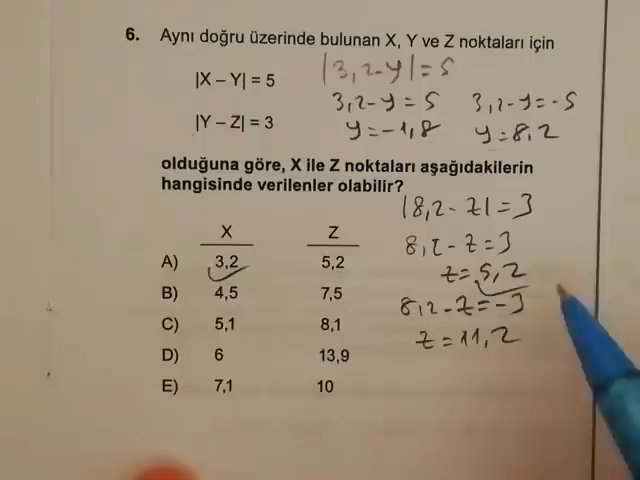 6. Aynı doğru üzerinde bulunan X, Y ve Z noktaları için
|X – Y| = 5
|3,2-y| = 5
|Y – Z| = 3
3,2-y = 5
3,2-y = -5
y = -1,8
y = 8,2
olduğuna göre, X ile Z noktaları aşağıdakilerin
hangisinde verilenler olabilir?
|8,2 - z| = 3
8,2 - z = 3
z = 5,2
8,2 - z = -3
z = 11,2
X Z
A) 3,2 5,2
B) 4,5 7,5
C) 5,1 8,1
D) 6 13,9
E) 7,1 10